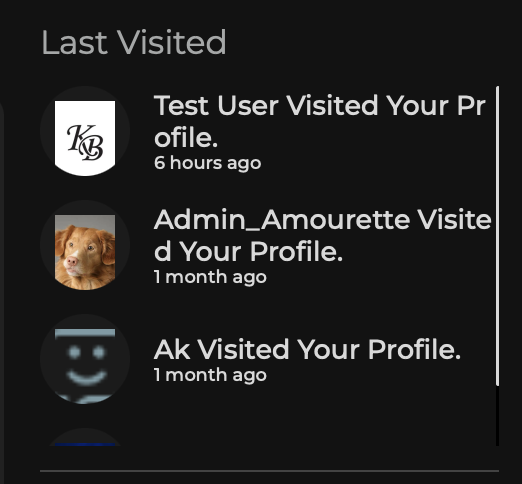 Last Visited
KB
Test User Visited Your Pr
ofile.
6 hours ago
Admin_Amourette Visite
d Your Profile.
1 month ago
Ak Visited Your Profile.
1 month ago